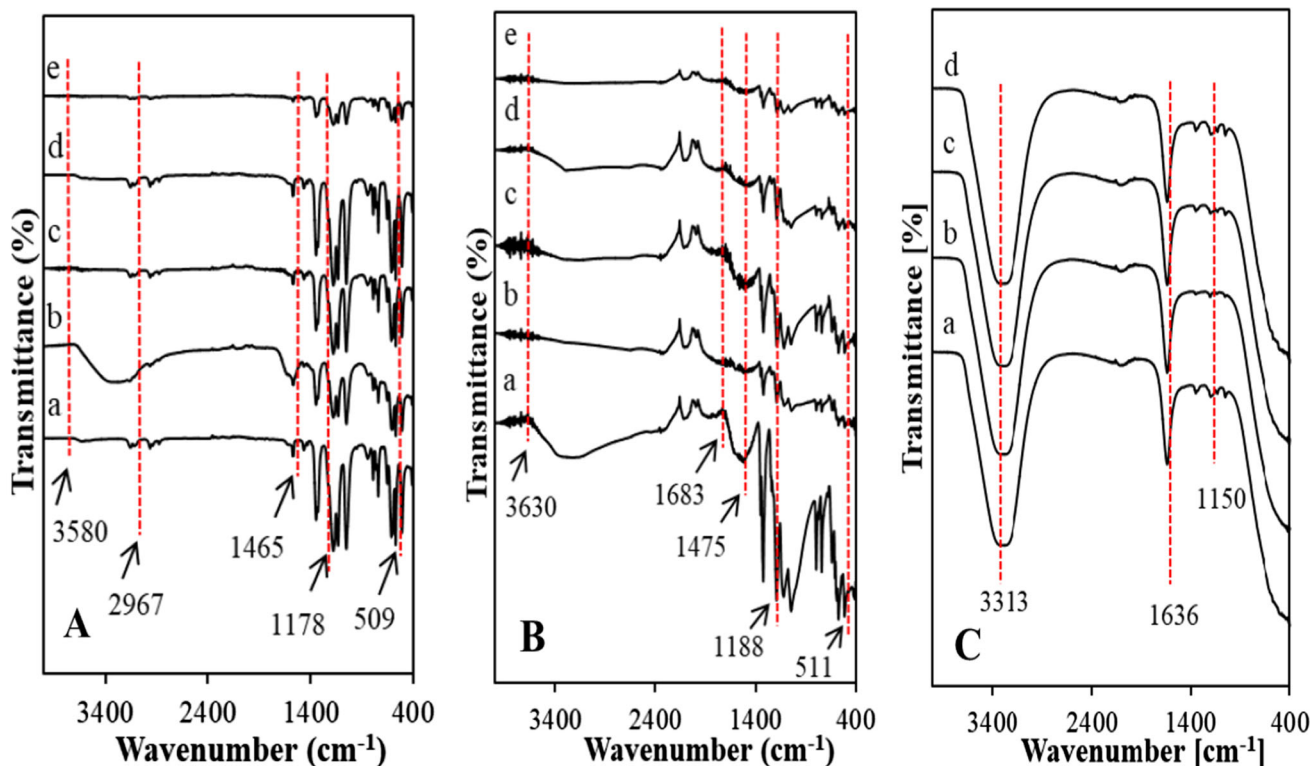 Transmittance (%)
e
d
c
b
a
3580
2967
1465
1178
509
A
3400 2400 1400 400
Wavenumber (cm-1)
Transmittance (%)
e
d
c
b
a
3630
1683
1475
1188
511
B
3400 2400 1400 400
Wavenumber (cm-1)
Transmittance [%]
d
c
b
a
3313
1636
1150
C
3400 2400 1400 400
Wavenumber [cm-1]